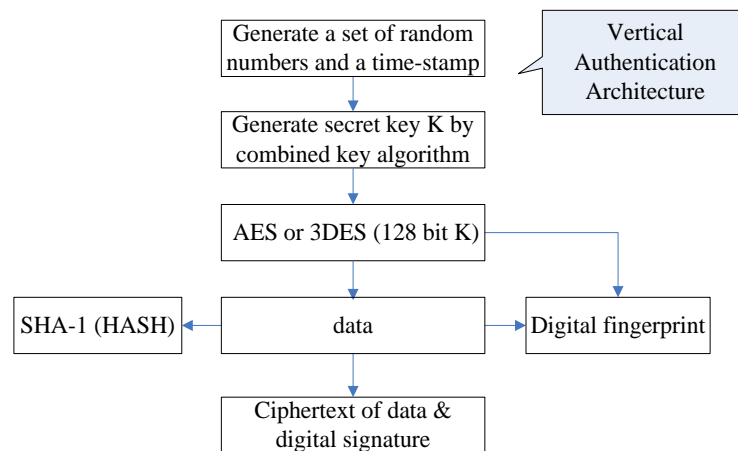 Generate a set of random
numbers and a time-stamp
Vertical
Authentication
Architecture
Generate secret key K by
combined key algorithm
AES or 3DES (128 bit K)
SHA-1 (HASH)
data
Digital fingerprint
Ciphertext of data &
digital signature